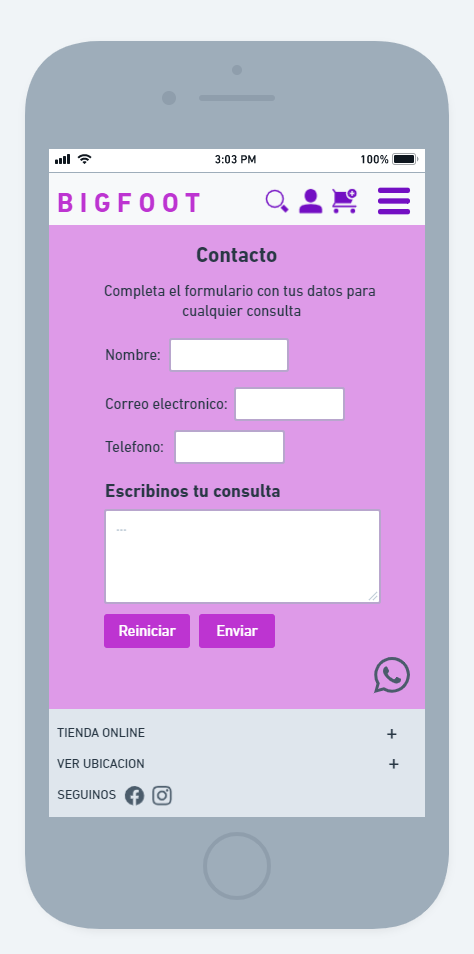 3:03 PM 100%
BIGFOOT
Contacto
Completa el formulario con tus datos para
cualquier consulta
Nombre:
Correo electronico:
Telefono:
Escribinos tu consulta
...
Reiniciar Enviar
TIENDA ONLINE +
VER UBICACION +
SEGUINOS